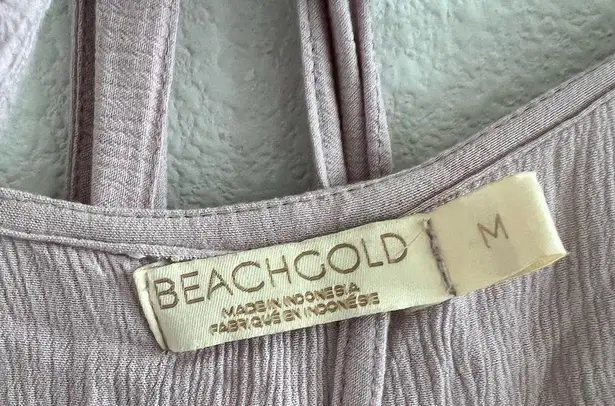 BEACHGOLD
MADE IN INDONESIA
FABRIQUÉ EN INDONÉSIE
M